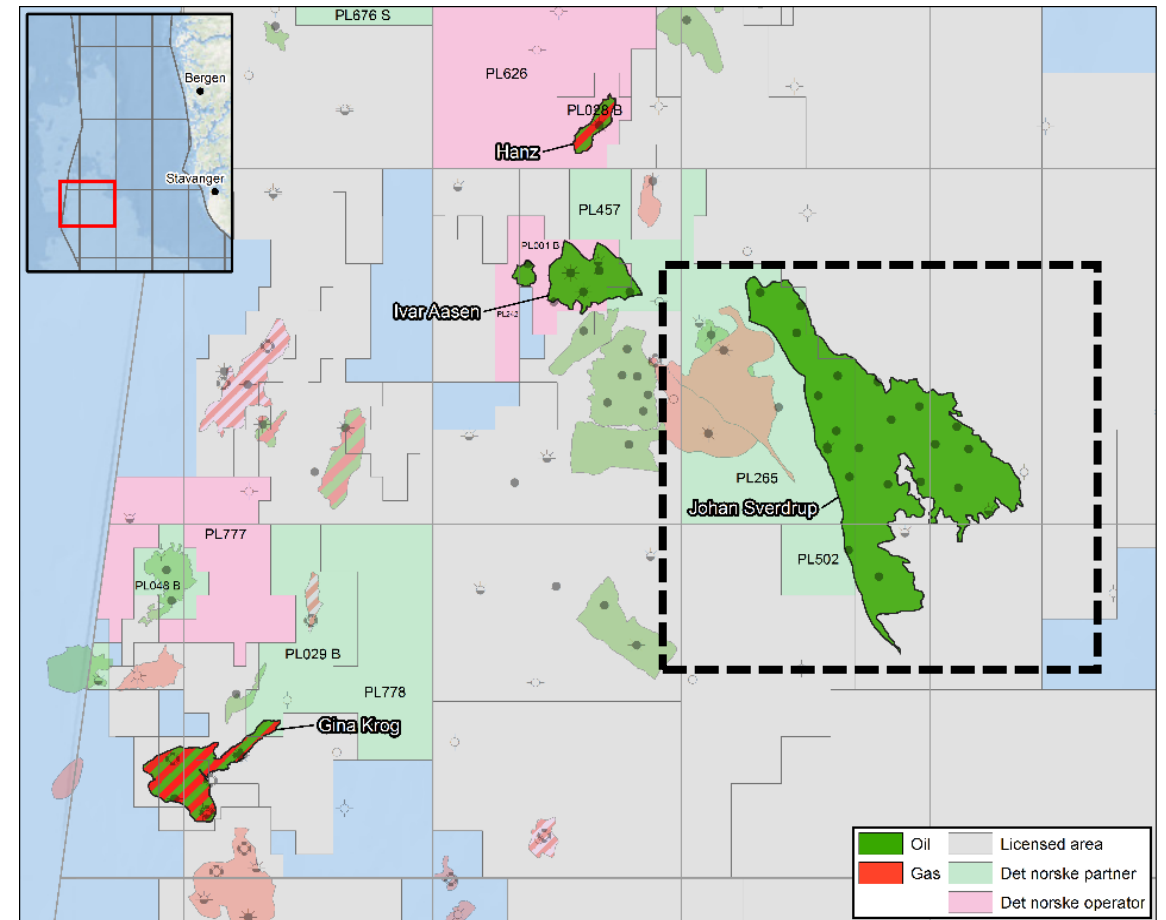 PL676 S
Bergen
PL626
PL028 B
Hanz
Stavanger
PL457
PL001 B
Ivar Aasen
PL242
PL265
Johan Sverdrup
PL777
PL502
PL048 B
PL029 B
PL778
Gina Krog
Oil
Licensed area
Gas
Det norske partner
Det norske operator